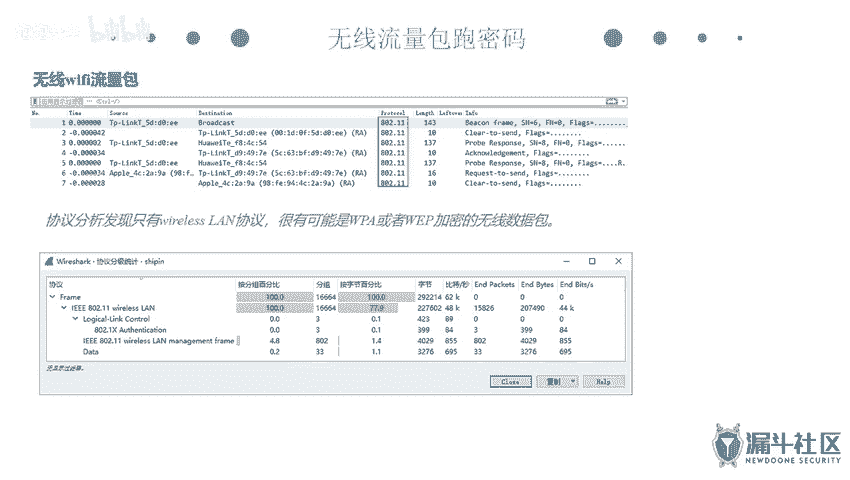 bilibili
无线流量包跑密码
无线wifi流量包
No. Time Source Destination Protocol Length Leftover Info
1 0.000000 Tp-LinkT_5d:d0:ee Broadcast 802.11 143 Beacon frame, SN=6, FN=0, Flags=........
2 -0.000042 Tp-LinkT_5d:d0:ee (00:1d:0f:5d:d0:ee) (RA) 802.11 10 Clear-to-send, Flags=........
3 0.000002 Tp-LinkT_5d:d0:ee HuaweiTe_f8:4c:54 802.11 137 Probe Response, SN=8, FN=0, Flags=......
4 -0.000034 Tp-LinkT_d9:49:7e (5c:63:bf:d9:49:7e) (RA) 802.11 10 Acknowledgement, Flags=........
5 0.000000 Tp-LinkT_5d:d0:ee HuaweiTe_f8:4c:54 802.11 137 Probe Response, SN=8, FN=0, Flags=....R.
6 -0.000034 Apple_4c:2a:9a (98:f… Tp-LinkT_d9:49:7e (5c:63:bf:d9:49:7e) (RA) 802.11 16 Request-to-send, Flags=........
7 -0.000028 Apple_4c:2a:9a (98:fe:94:4c:2a:9a) (RA) 802.11 10 Clear-to-send, Flags=........
协议分析发现只有wireless LAN协议，很有可能是WPA或者WEP加密的无线数据包。
Wireshark · 协议分级统计 · shipin
协议 按分组百分比 分组 按字节百分比 字节 比特/秒 End Packets End Bytes End Bits/s
Frame 100.0 16664 100.0 292214 62 k 0 0 0
IEEE 802.11 wireless LAN 100.0 16664 77.9 227602 48 k 15826 207490 44 k
Logical-Link Control 0.0 3 0.1 423 89 0 0 0
802.1X Authentication 0.0 3 0.1 399 84 3 399 84
IEEE 802.11 wireless LAN management frame 4.8 802 1.4 4029 855 802 4029 855
Data 0.2 33 1.1 3276 695 33 3276 695
无显示过滤器。
Close 复制 Help
漏斗社区
NEWDOONE SECURITY